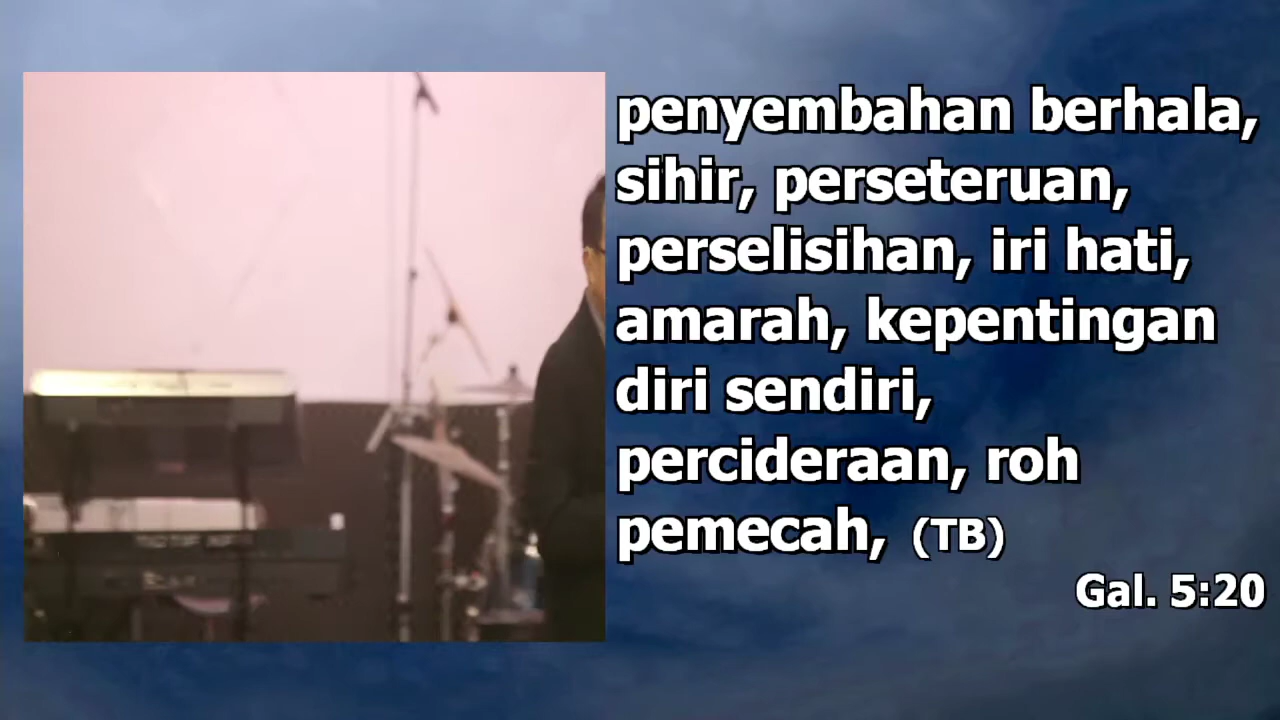 penyembahan berhala,
sihir, perseteruan,
perselisihan, iri hati,
amarah, kepentingan
diri sendiri,
percideraan, roh
pemecah, (TB)
Gal. 5:20